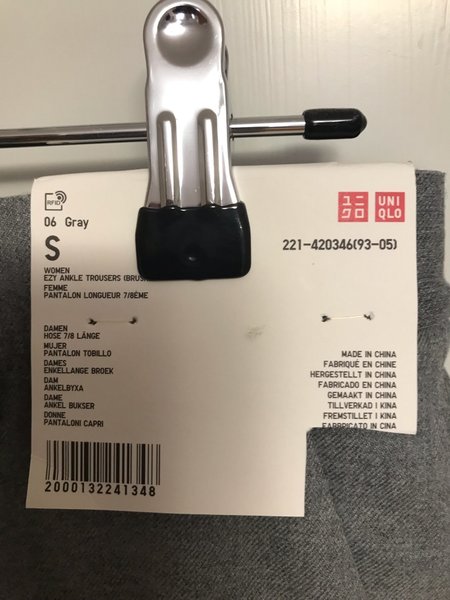 RFID
ユニ
クロ
UNI
QLO
06 Gray
S
221-420346(93-05)
WOMEN
EZY ANKLE TROUSERS
FEMME
PANTALON LONGUEUR 7/8ÈME
DAMEN
HOSE 7/8 LÄNGE
MUJER
PANTALON TOBILLO
DAMES
ENKELLANGE BROEK
DAM
ANKELBYXA
DAME
ANKEL BUKSER
DONNE
PANTALONI CAPRI
MADE IN CHINA
FABRIQUÉ EN CHINE
HERGESTELLT IN CHINA
FABRICADO EN CHINA
GEMAAKT IN CHINA
TILLVERKAD I KINA
FREMSTILLET I KINA
FABBRICATO IN CINA
2000132241348